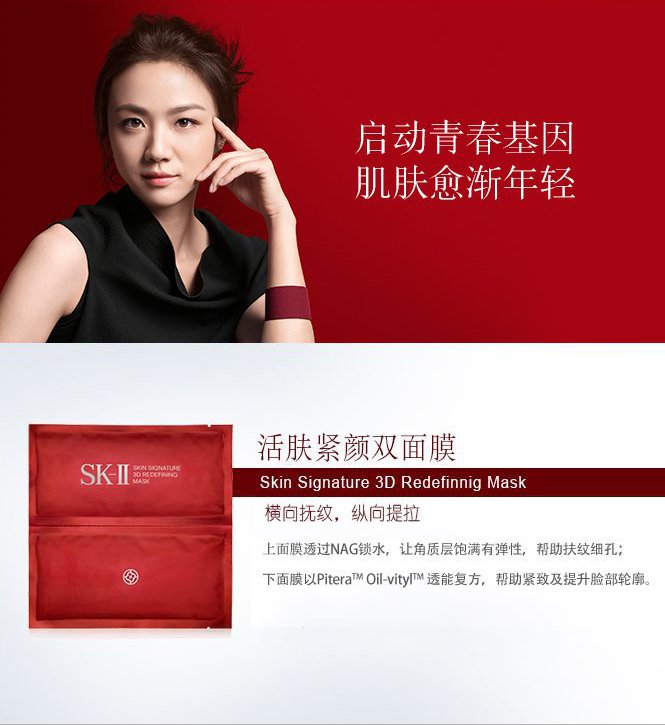 启动青春基因
肌肤愈渐年轻
活肤紧颜双面膜
SK-II
SKIN SIGNATURE
3D REDEFINING
MASK
Skin Signature 3D Redefinnig Mask
横向抚纹，纵向提拉
上面膜透过NAG锁水，让角质层饱满有弹性，帮助扶纹细孔；
下面膜以Pitera™ Oil-vityl™ 透能复方，帮助紧致及提升脸部轮廓。